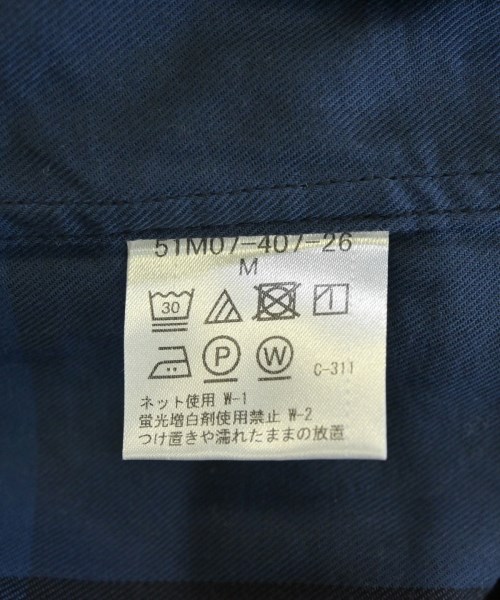 51M07-407-26
M
30
P W C-311
ネット使用 W-1
蛍光増白剤使用禁止 W-2
つけ置きや濡れたままの放置